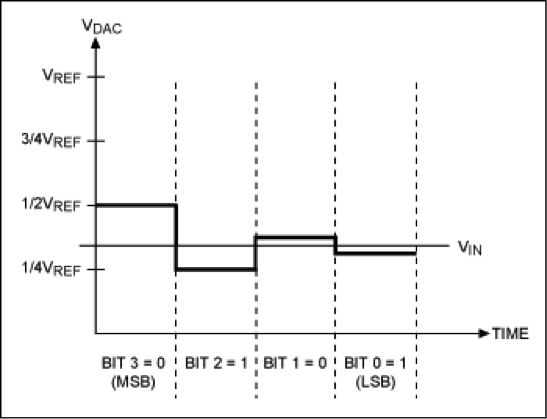 VDAC
VREF
3/4VREF
1/2VREF
VIN
1/4VREF
TIME
BIT 3 = 0 BIT 2 = 1 BIT 1 = 0 BIT 0 = 1
(MSB) (LSB)